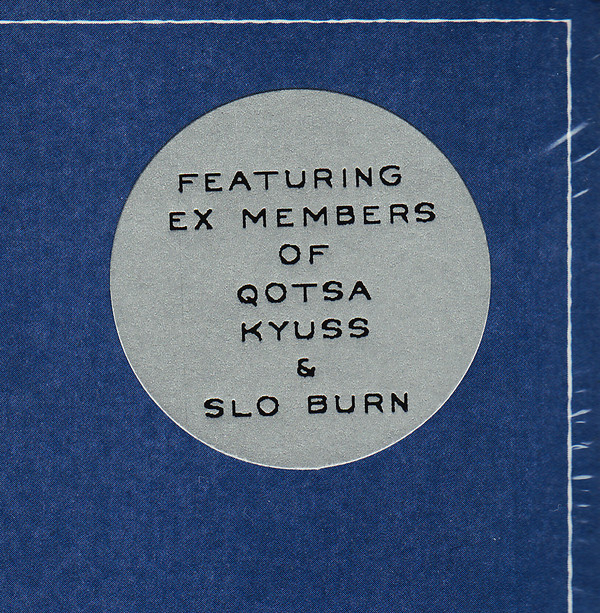 FEATURING
EX MEMBERS
OF
QOTSA
KYUSS
&
SLO BURN